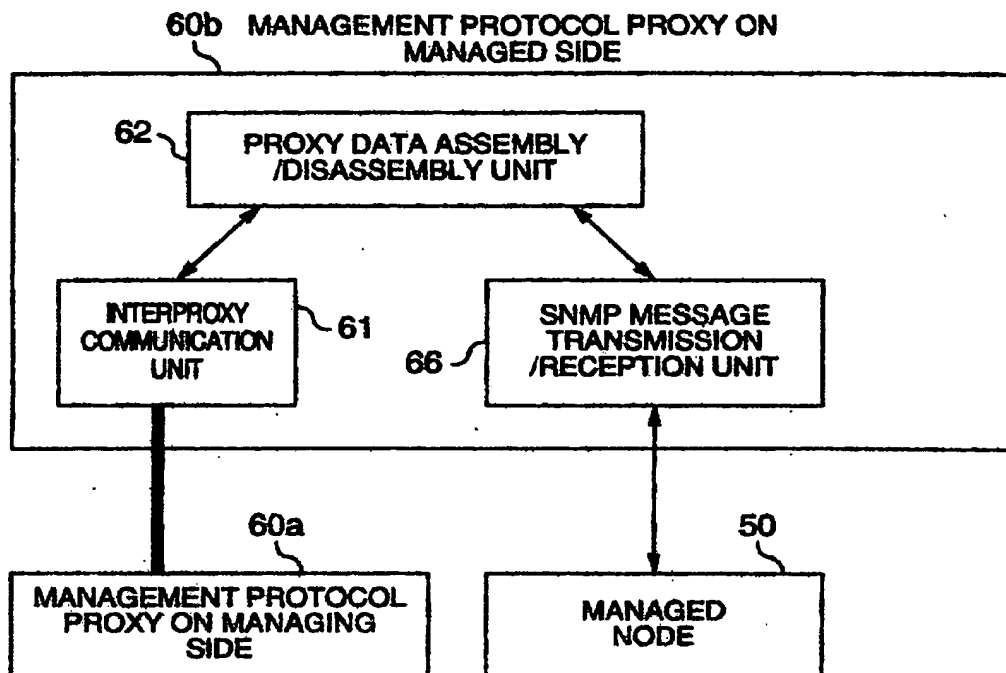 60b MANAGEMENT PROTOCOL PROXY ON
MANAGED SIDE
62
PROXY DATA ASSEMBLY
/DISASSEMBLY UNIT
INTERPROXY
COMMUNICATION
UNIT
61
66
SNMP MESSAGE
TRANSMISSION
/RECEPTION UNIT
60a
MANAGEMENT PROTOCOL
PROXY ON MANAGING
SIDE
50
MANAGED
NODE